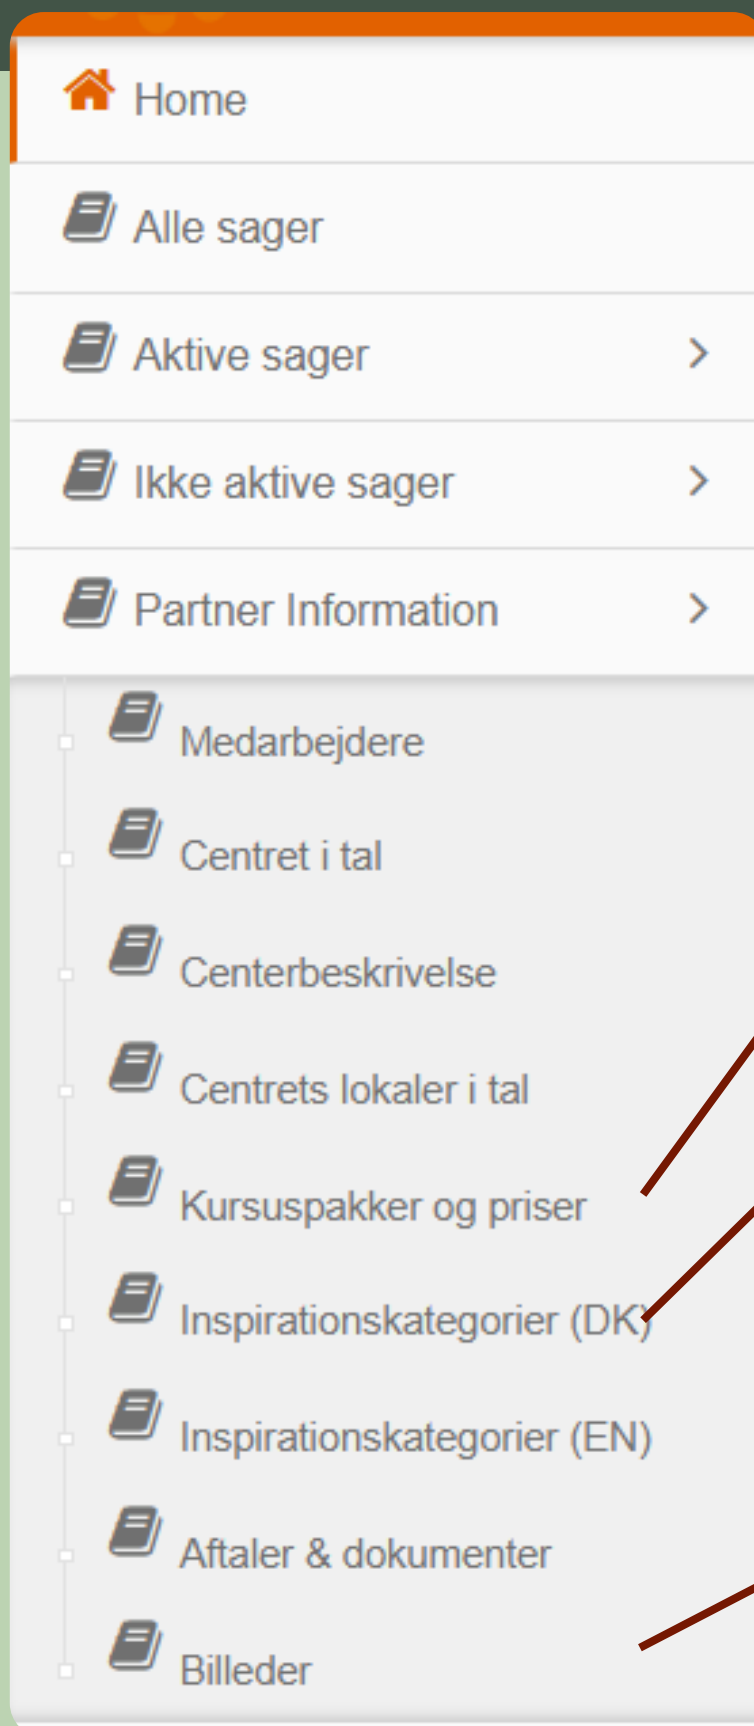 Home
Alle sager
Aktive sager
Ikke aktive sager
Partner Information
Medarbejdere
Centret i tal
Centerbeskrivelse
Centrets lokaler i tal
Kursuspakker og priser
Inspirationskategorier (DK)
Inspirationskategorier (EN)
Aftaler & dokumenter
Billeder